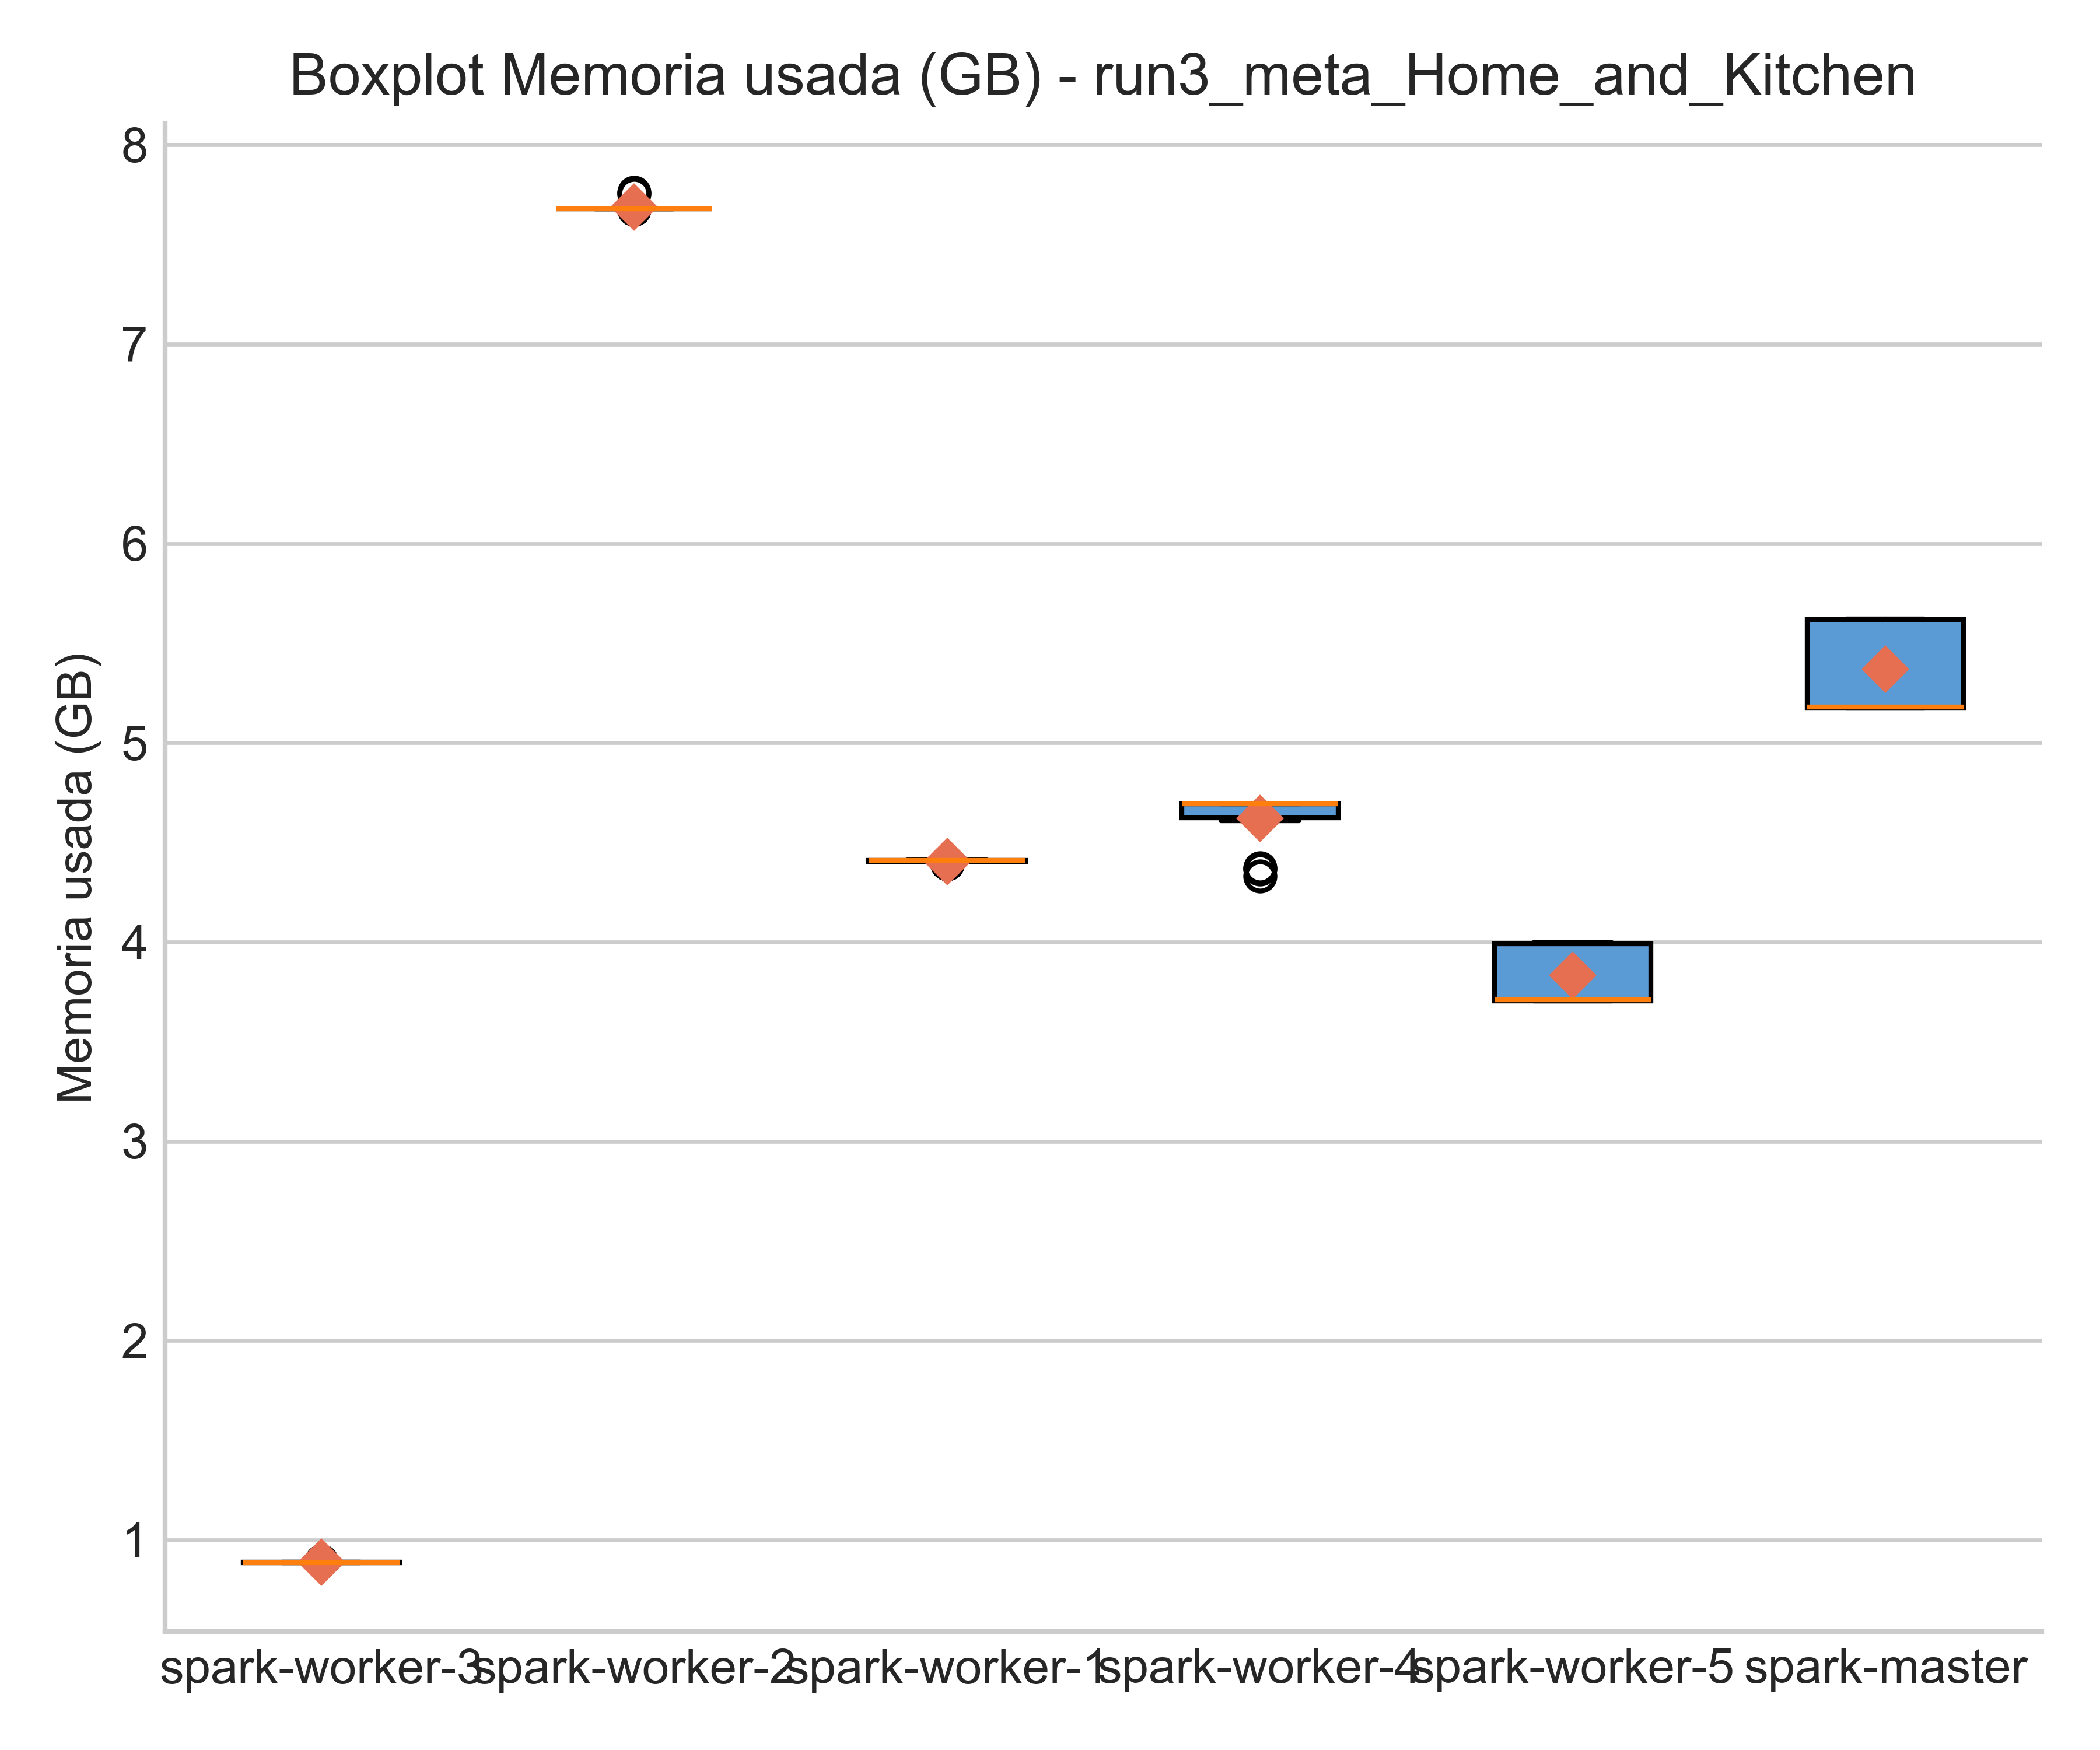 Boxplot Memoria usada (GB) - run3_meta_Home_and_Kitchen
Memoria usada (GB)
8
7
6
5
4
3
2
1
spark-worker-3 spark-worker-2 spark-worker-1 spark-worker-4 spark-worker-5 spark-master